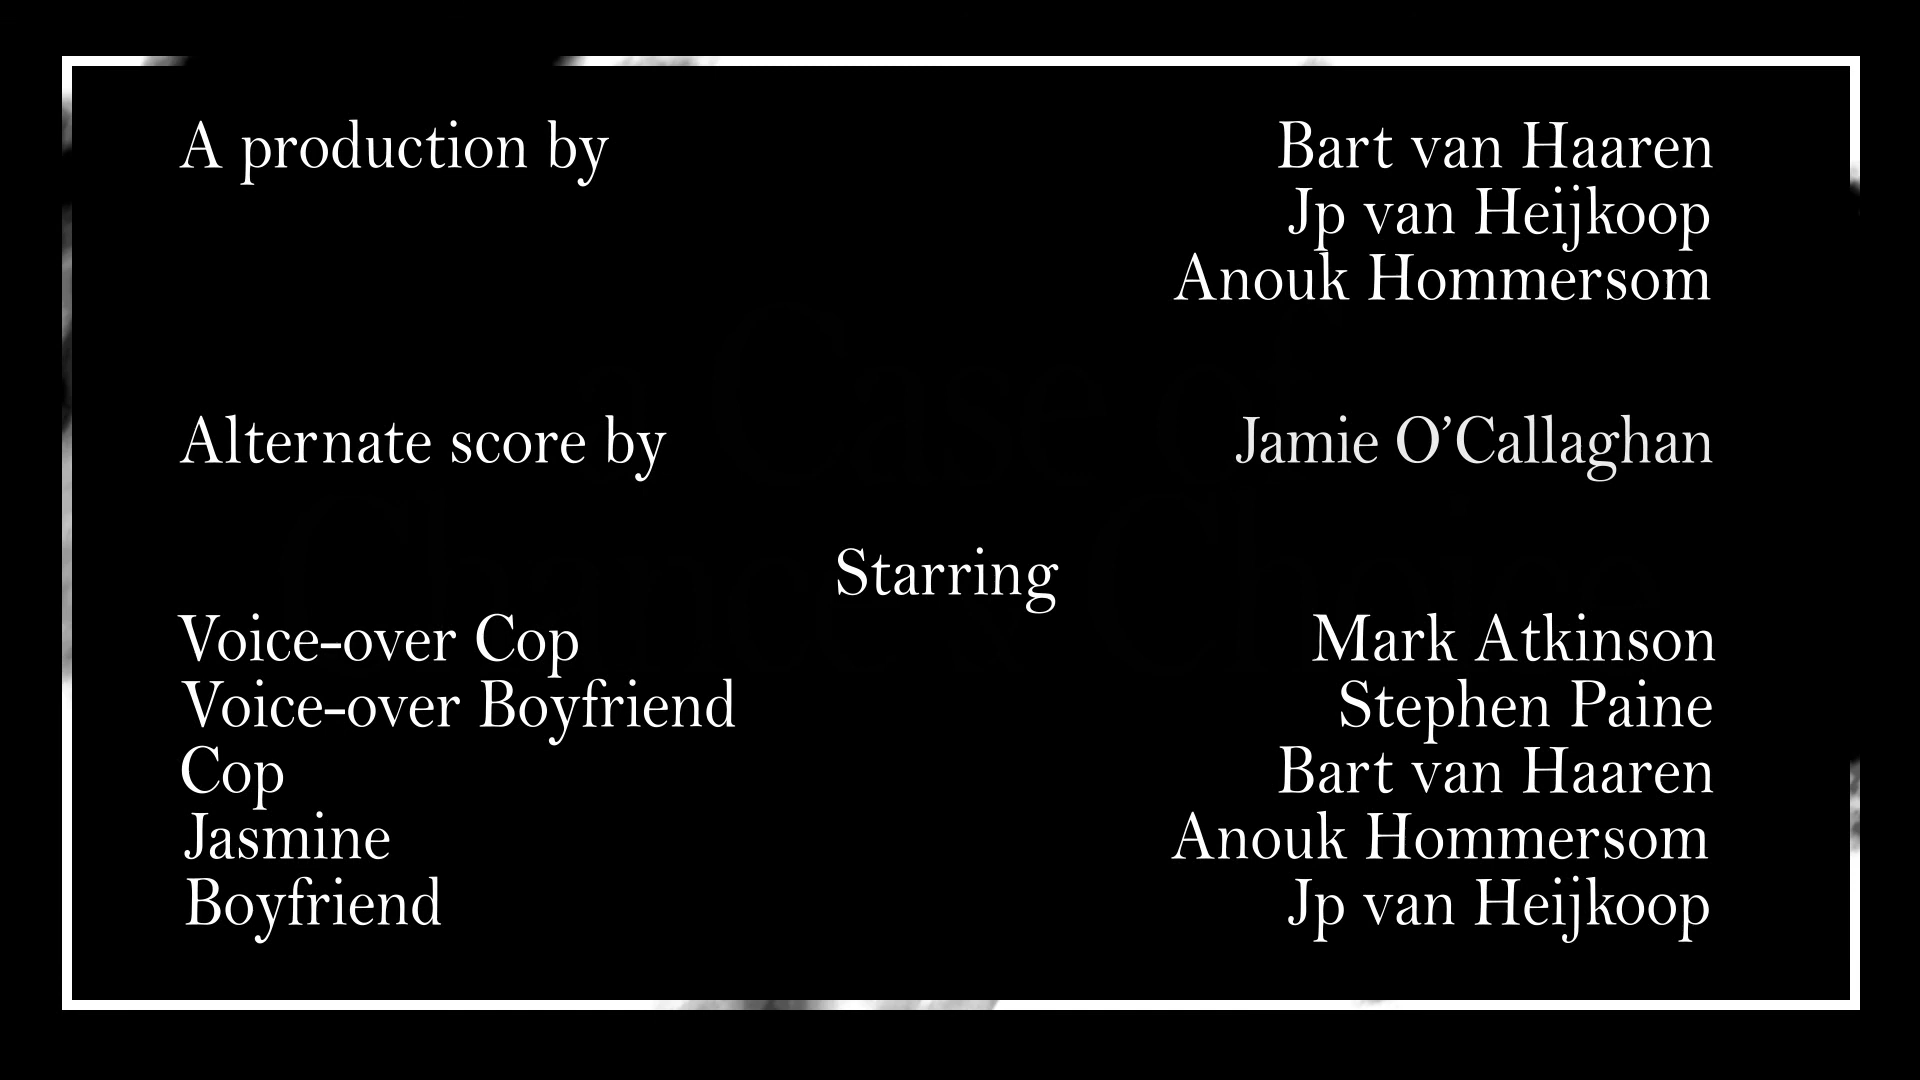 A production by Bart van Haaren
Jp van Heijkoop
Anouk Hommersom
Alternate score by Jamie O’Callaghan
Starring
Voice-over Cop Mark Atkinson
Voice-over Boyfriend Stephen Paine
Cop Bart van Haaren
Jasmine Anouk Hommersom
Boyfriend Jp van Heijkoop